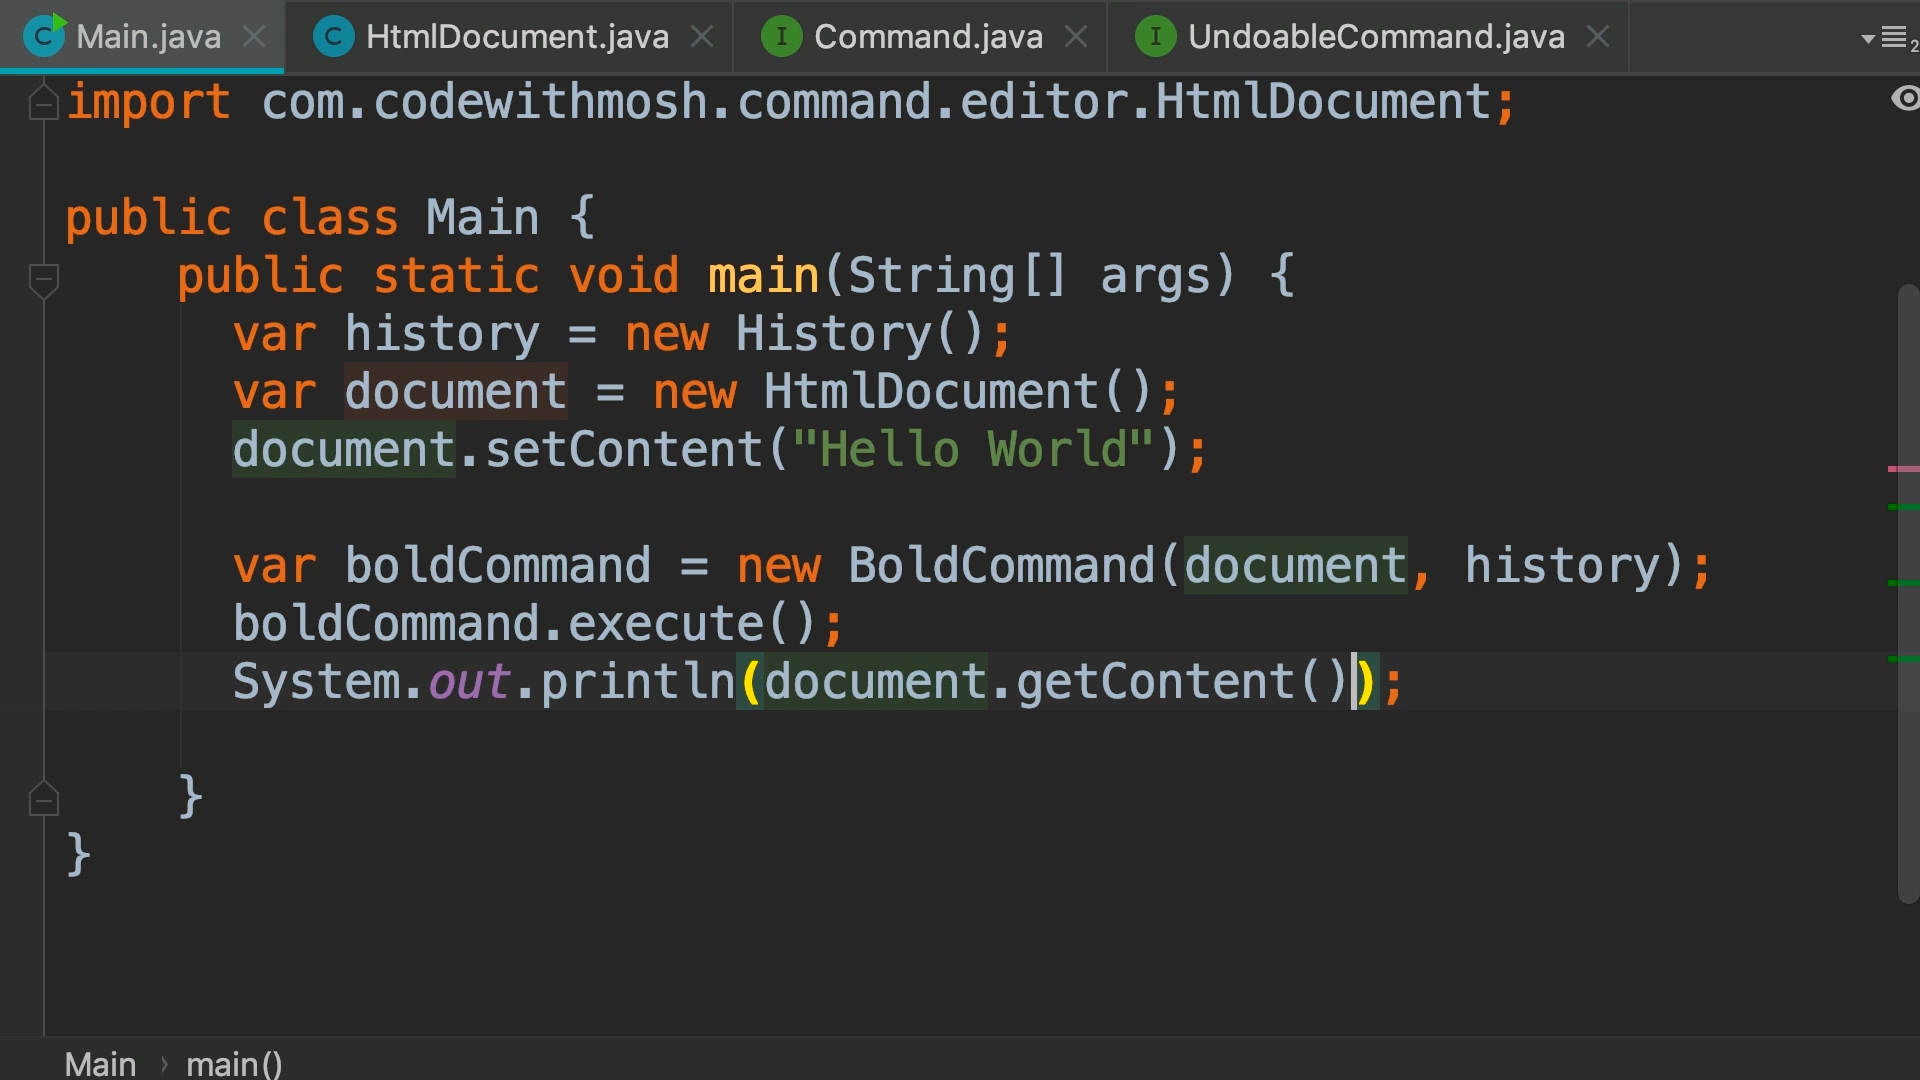 Main.java HtmlDocument.java Command.java UndoableCommand.java 2
import com.codewithmosh.command.editor.HtmlDocument;
public class Main {
public static void main(String[] args) {
var history = new History();
var document = new HtmlDocument();
document.setContent("Hello World");
var boldCommand = new BoldCommand(document, history);
boldCommand.execute();
System.out.println(document.getContent());
}
}
Main › main()